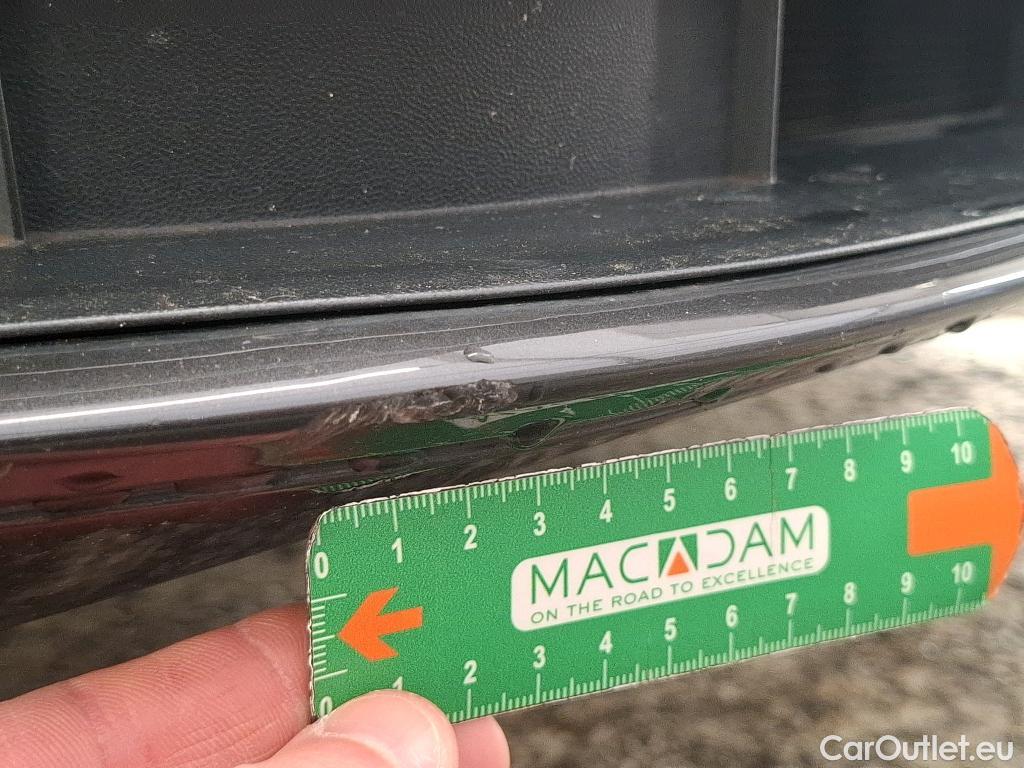 0 1 2 3 4 5 6 7 8 9 10
MACADAM
ON THE ROAD TO EXCELLENCE
0 1 2 3 4 5 6 7 8 9 10
CarOutlet.eu